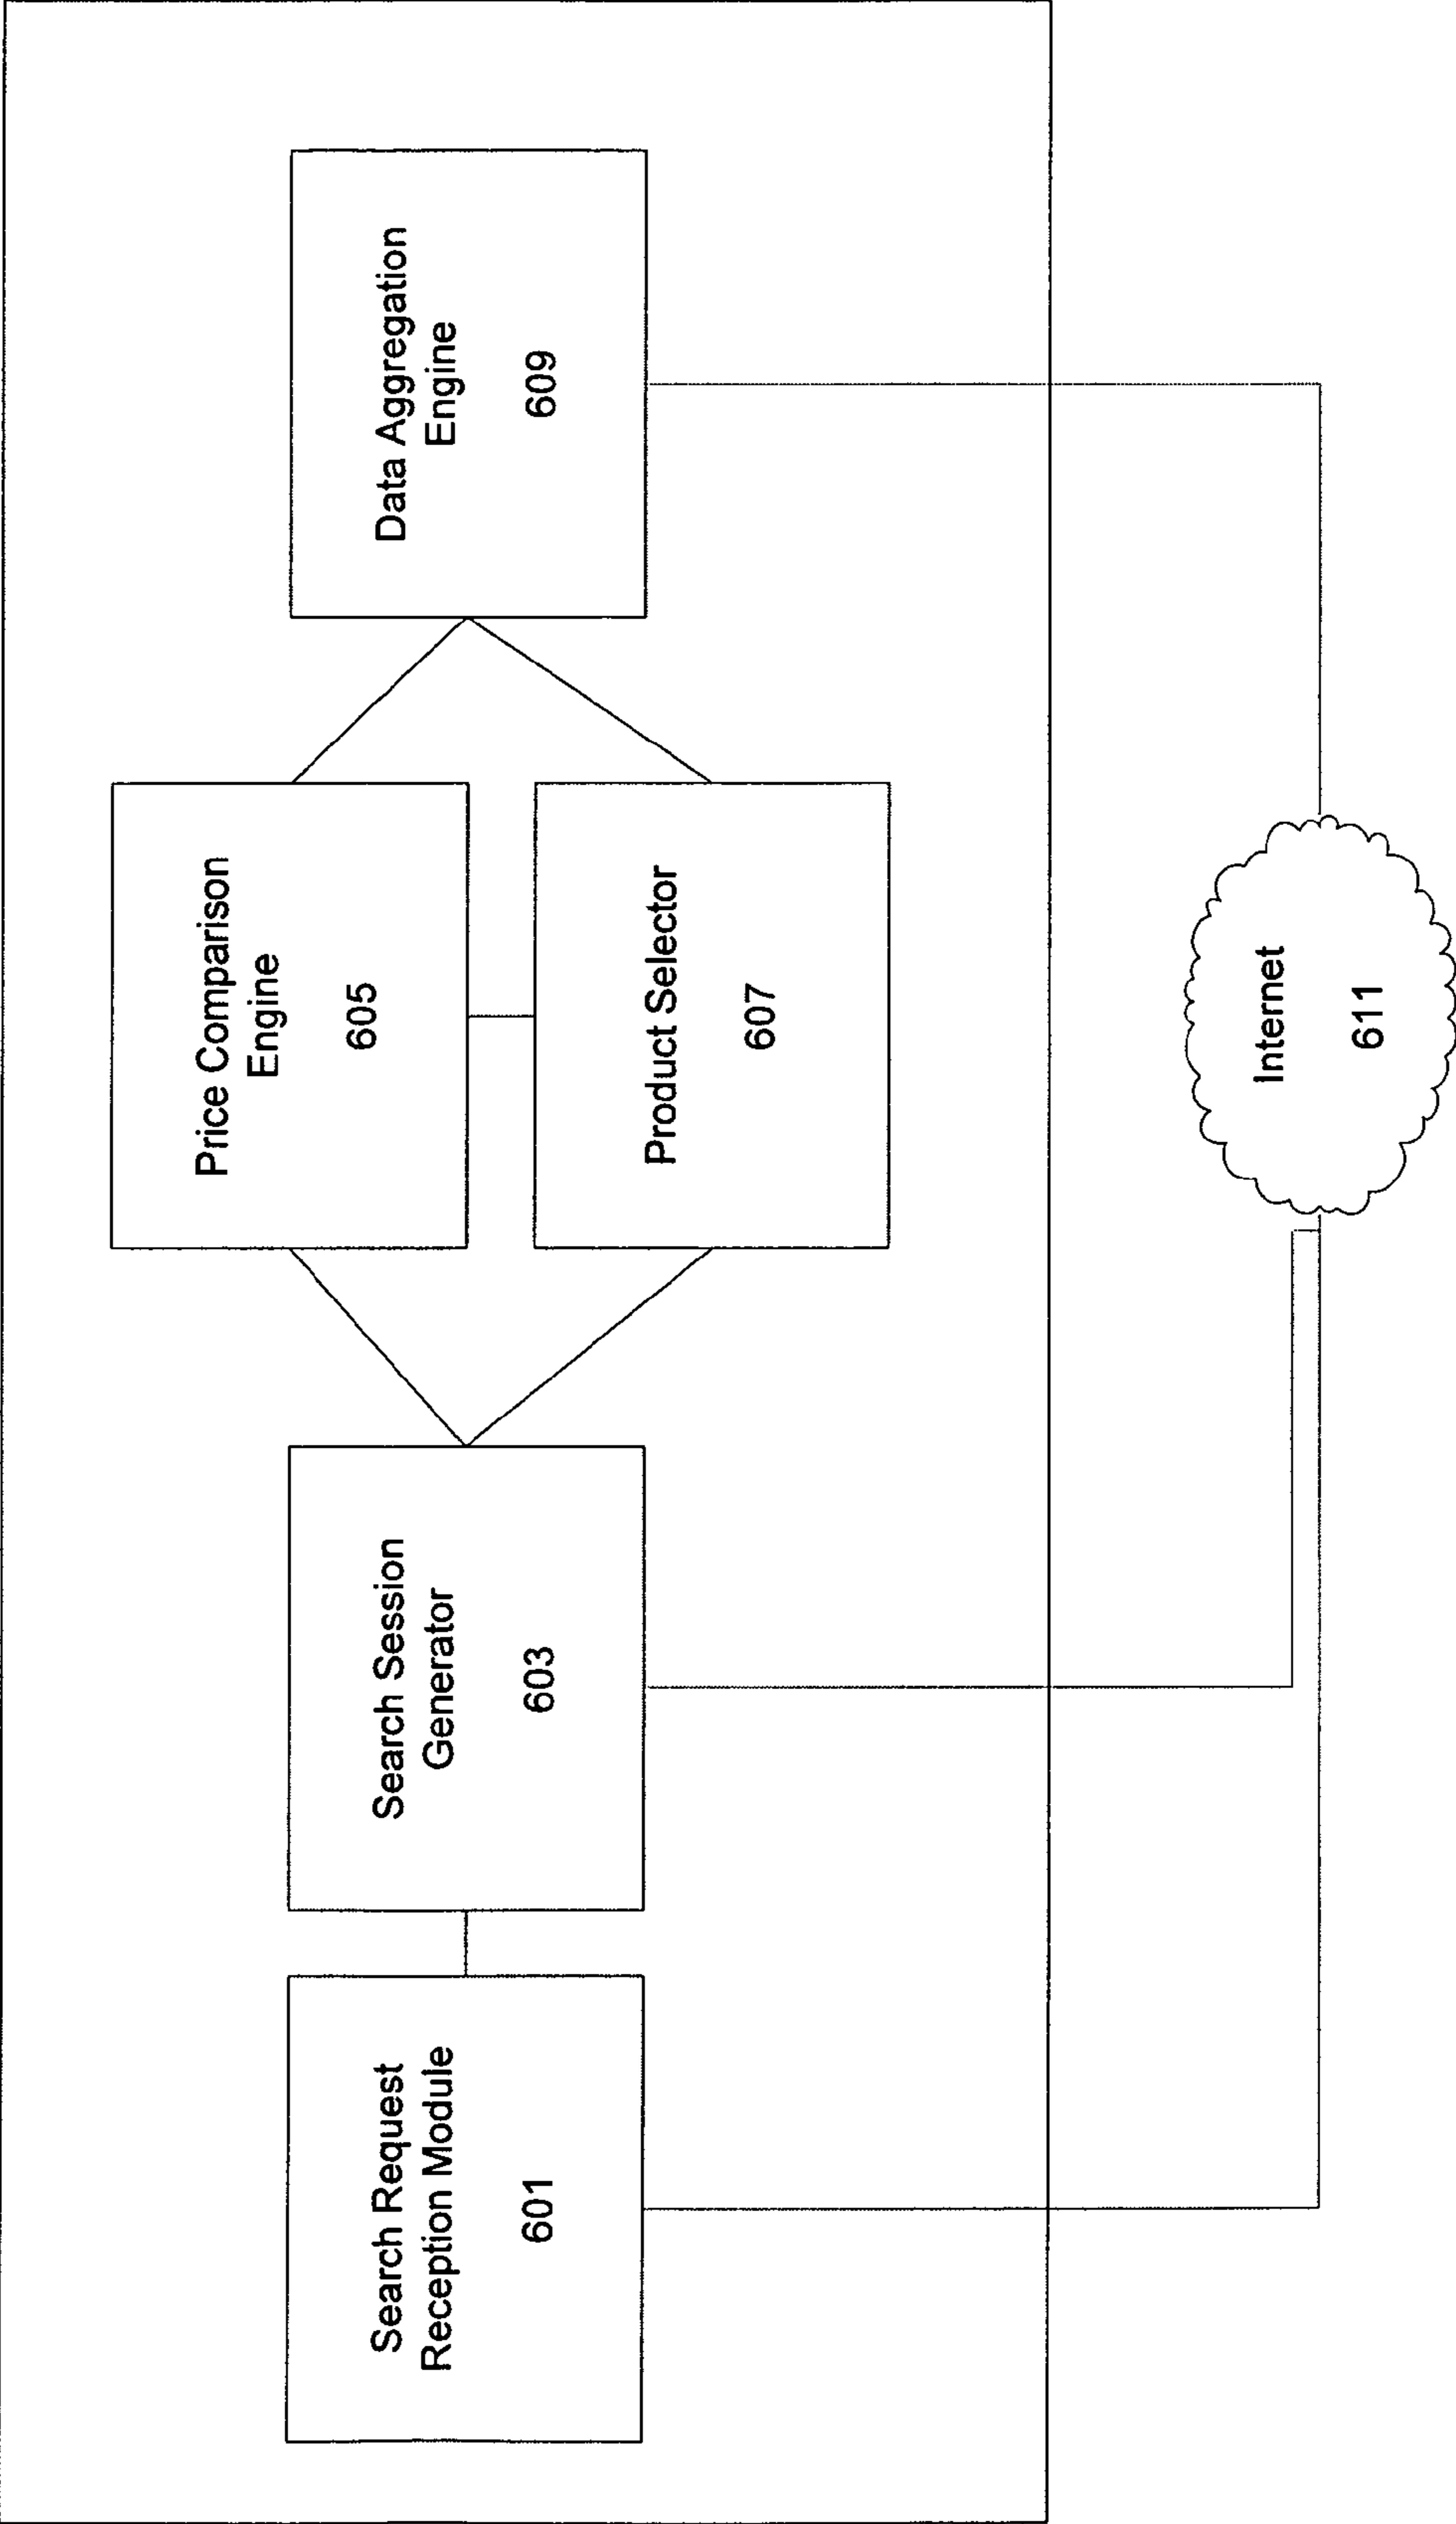 Search Request
Reception Module
601
Search Session
Generator
603
Price Comparison
Engine
605
Product Selector
607
Data Aggregation
Engine
609
Internet
611